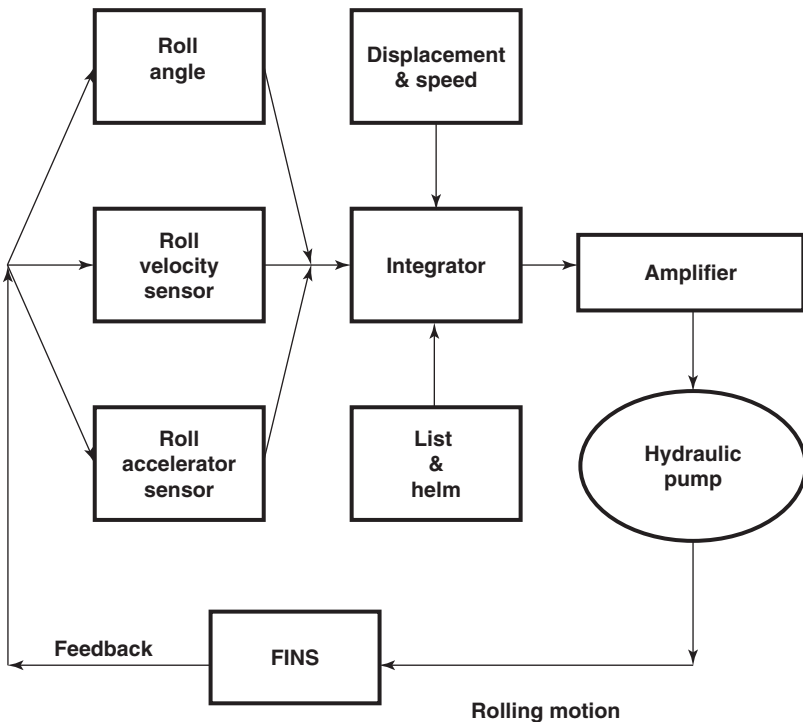 Roll
angle
Displacement
& speed
Roll
velocity
sensor
Integrator
Amplifier
Roll
accelerator
sensor
List
&
helm
Hydraulic
pump
Feedback
FINS
Rolling motion